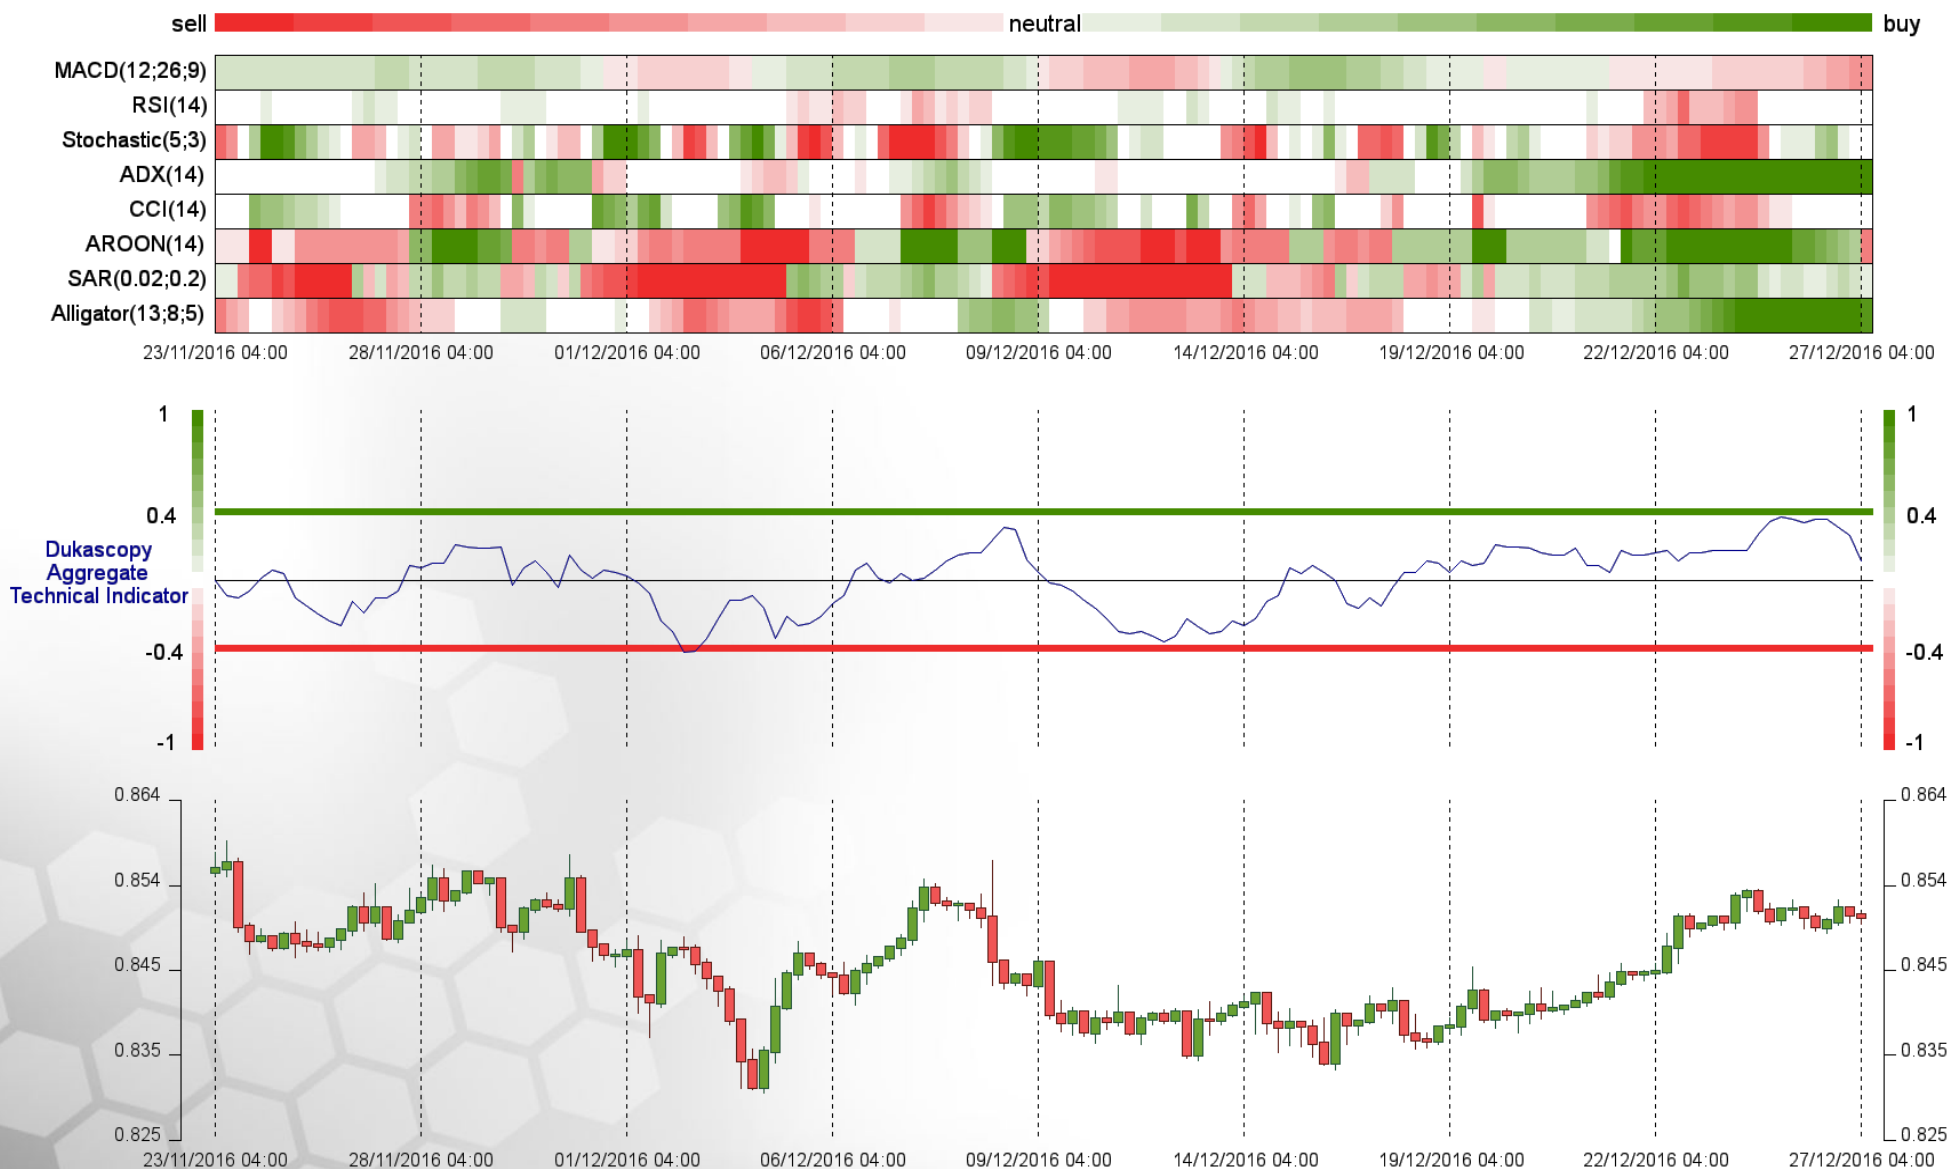 sell neutral buy
MACD(12;26;9)
RSI(14)
Stochastic(5;3)
ADX(14)
CCI(14)
AROON(14)
SAR(0.02;0.2)
Alligator(13;8;5)
23/11/2016 04:00 28/11/2016 04:00 01/12/2016 04:00 06/12/2016 04:00 09/12/2016 04:00 14/12/2016 04:00 19/12/2016 04:00 22/12/2016 04:00 27/12/2016 04:00
1 1
0.4 0.4
Dukascopy
Aggregate
Technical Indicator
-0.4 -0.4
-1 -1
0.864 0.864
0.854 0.854
0.845 0.845
0.835 0.835
0.825 0.825
23/11/2016 04:00 28/11/2016 04:00 01/12/2016 04:00 06/12/2016 04:00 09/12/2016 04:00 14/12/2016 04:00 19/12/2016 04:00 22/12/2016 04:00 27/12/2016 04:00